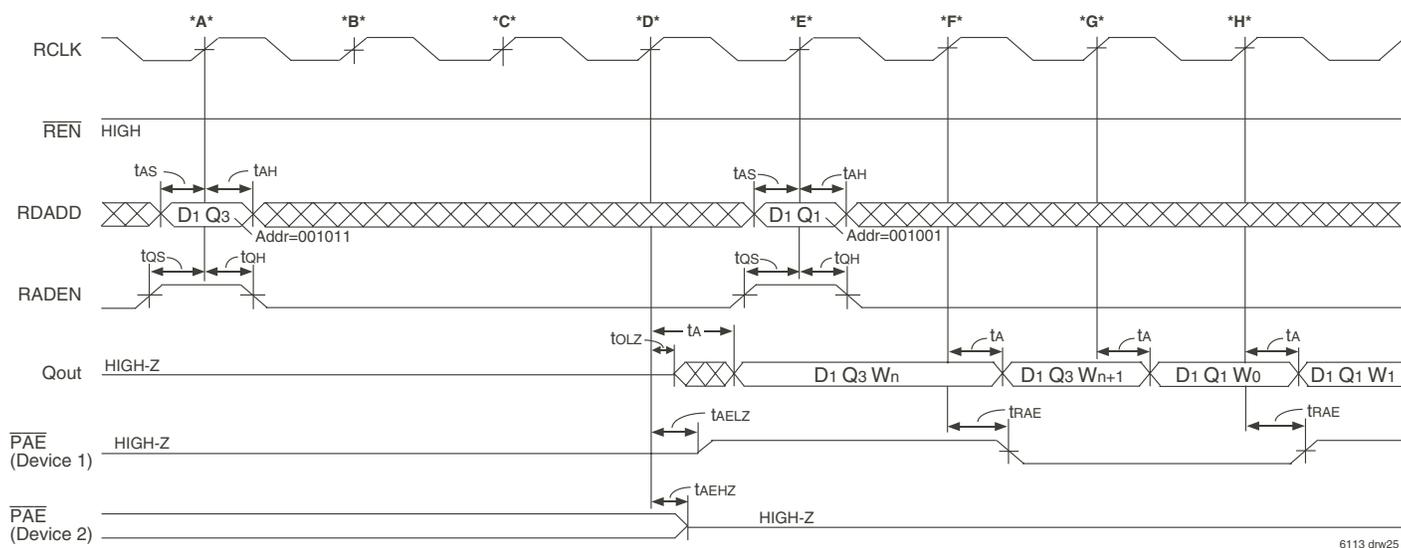 *A* *B* *C* *D* *E* *F* *G* *H*
RCLK
REN HIGH
tAS tAH tAS tAH
RDADD D1 Q3 D1 Q1
Addr=001011 Addr=001001
tQS tQH tQS tQH
RADEN
tOLZ tA tA tA tA
Qout HIGH-Z D1 Q3 Wn D1 Q3 Wn+1 D1 Q1 W0 D1 Q1 W1
tAELZ tRAE tRAE
PAE HIGH-Z
(Device 1)
tAEHZ
PAE HIGH-Z
(Device 2)
6113 drw25